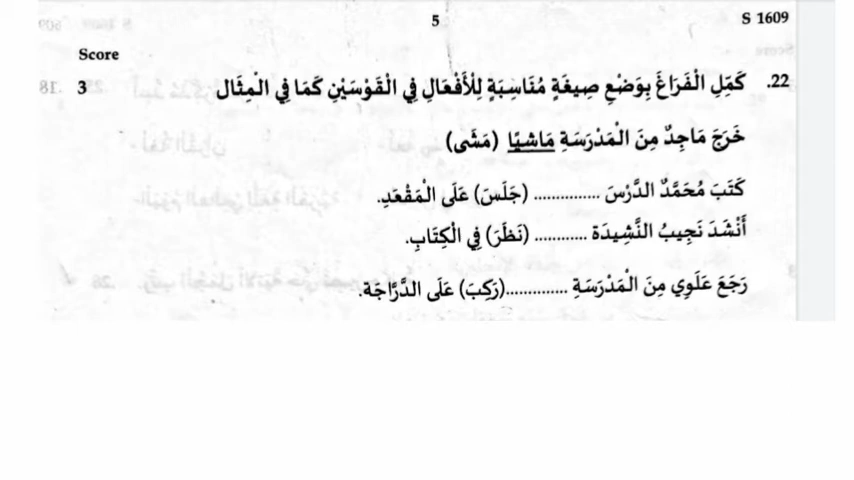 5 S 1609
Score
22. كَمِّلِ الْفَرَاغَ بِوَضْعِ صِيغَةٍ مُنَاسِبَةٍ لِلْأَفْعَالِ فِي الْقَوْسَيْنِ كَمَا فِي الْمِثَال 3
خَرَجَ مَاجِدٌ مِنَ الْمَدْرَسَةِ مَاشِيًا (مَشَى)
كَتَبَ مُحَمَّدٌ الدَّرْسَ ............... (جَلَسَ) عَلَى الْمَقْعَدِ.
أَنْشَدَ نَجِيبُ النَّشِيدَةَ ............ (نَظَرَ) فِي الْكِتَابِ.
رَجَعَ عَلَوِي مِنَ الْمَدْرَسَةِ ..............(رَكِبَ) عَلَى الدَّرَّاجَةِ.